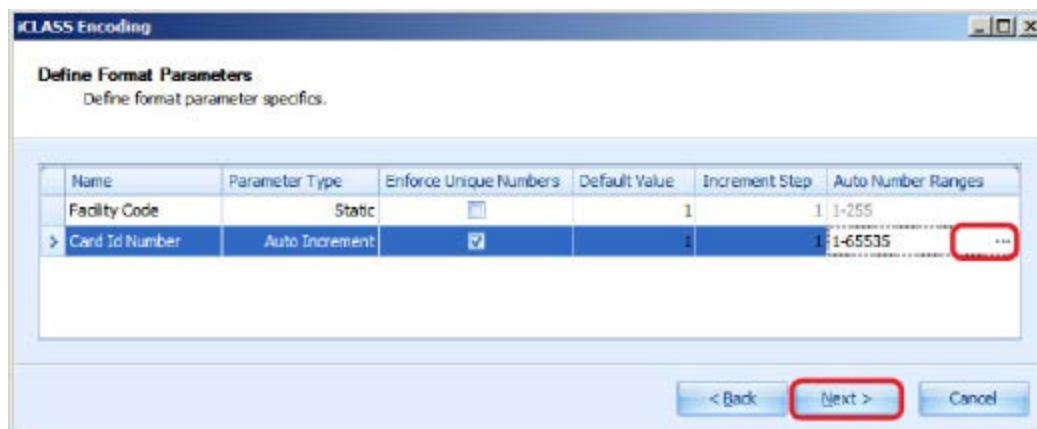 iCLASS Encoding
Define Format Parameters
Define format parameter specifics.
Name Parameter Type Enforce Unique Numbers Default Value Increment Step Auto Number Ranges
Facility Code Static 1 1 1-255
> Card Id Number Auto Increment 1 1 1-65535 ...
< Back Next > Cancel